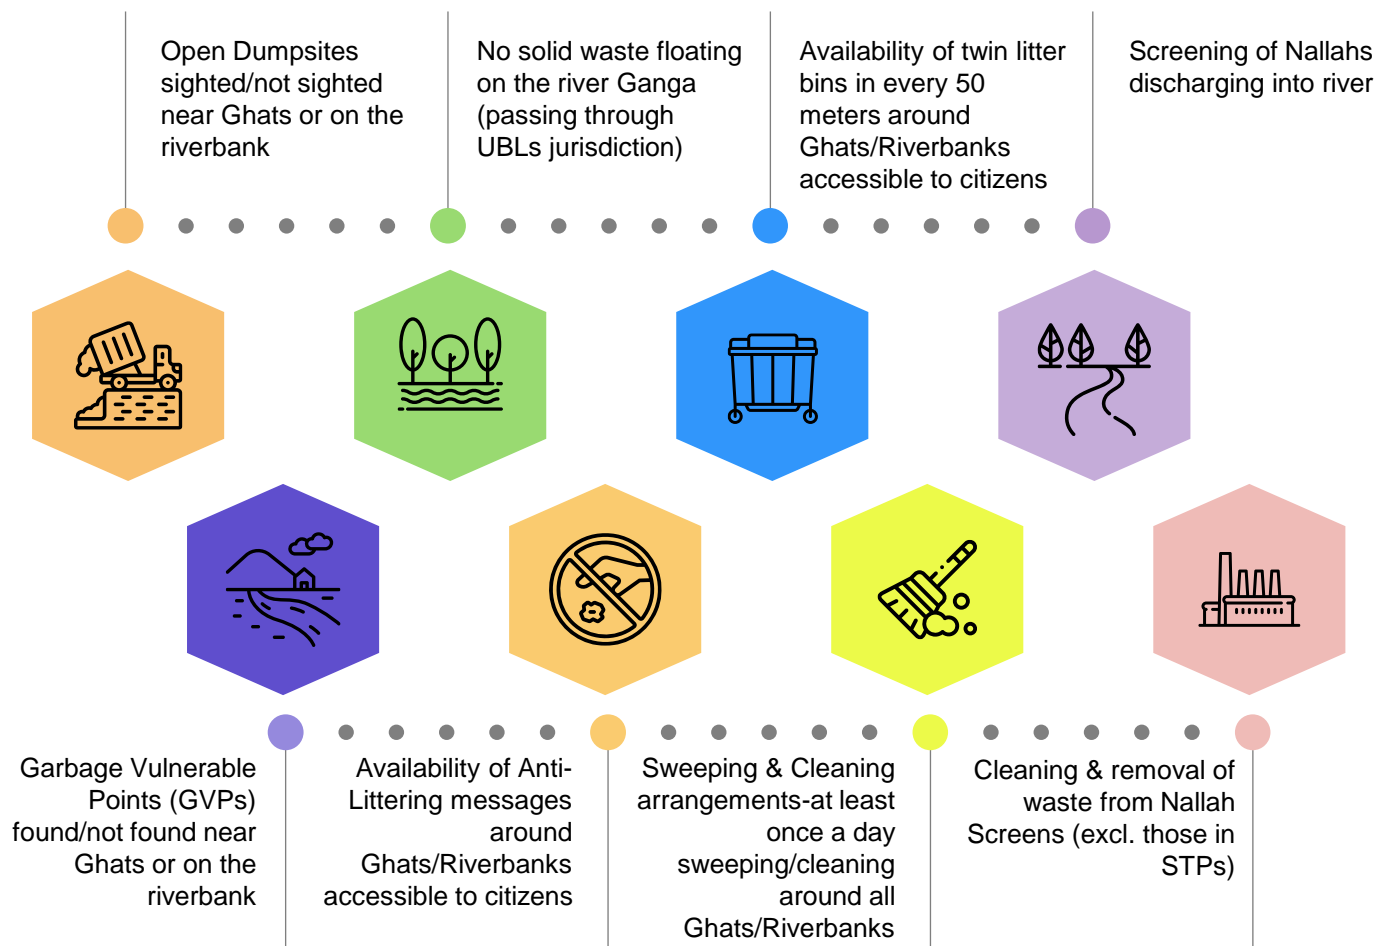 Open Dumpsites
sighted/not sighted
near Ghats or on the
riverbank
No solid waste floating
on the river Ganga
(passing through
UBLs jurisdiction)
Availability of twin litter
bins in every 50
meters around
Ghats/Riverbanks
accessible to citizens
Screening of Nallahs
discharging into river
Garbage Vulnerable
Points (GVPs)
found/not found near
Ghats or on the
riverbank
Availability of Anti-
Littering messages
around
Ghats/Riverbanks
accessible to citizens
Sweeping & Cleaning
arrangements-at least
once a day
sweeping/cleaning
around all
Ghats/Riverbanks
Cleaning & removal of
waste from Nallah
Screens (excl. those in
STPs)